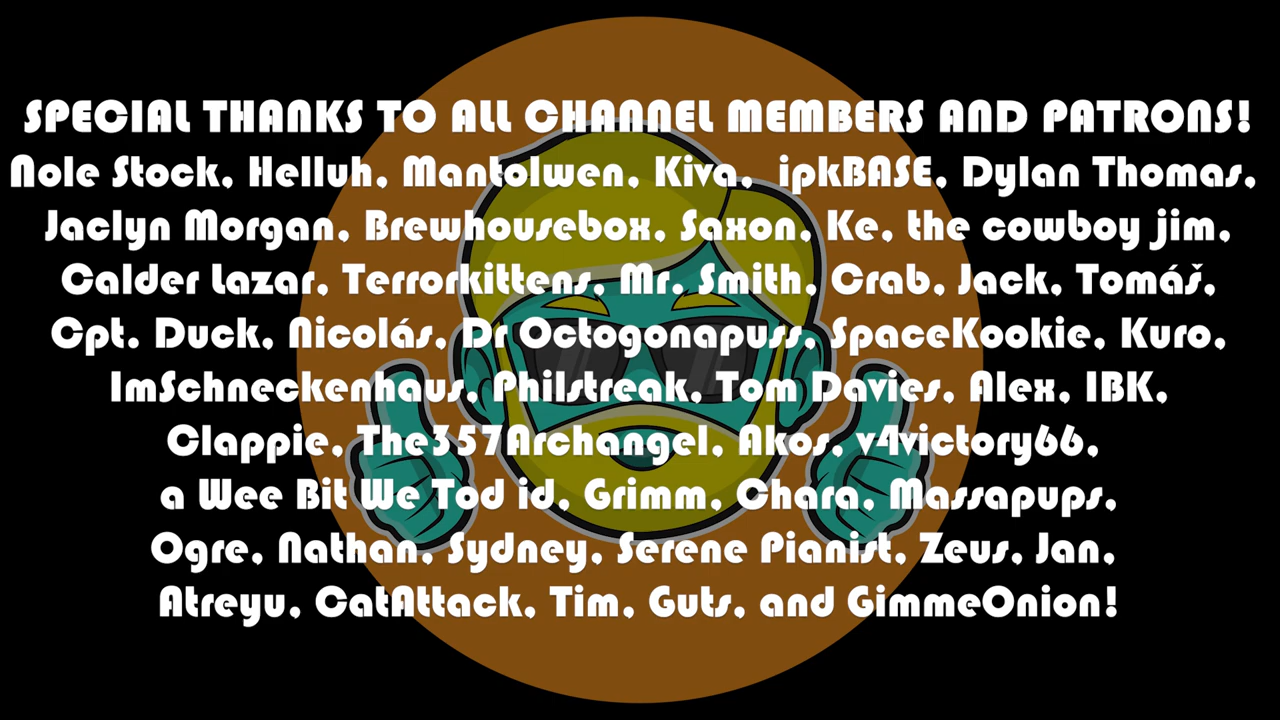 SPECIAL THANKS TO ALL CHANNEL MEMBERS AND PATRONS!
Nole Stock, Helluh, Mantolwen, Kiva, ipkBASE, Dylan Thomas,
Jaclyn Morgan, Brewhousebox, Saxon, Ke, the cowboy jim,
Calder Lazar, Terrorkittens, Mr. Smith, Crab, Jack, Tomáš,
Cpt. Duck, Nicolás, Dr Octogonapuss, SpaceKookie, Kuro,
ImSchneckenhaus, Philstreak, Tom Davies, Alex, IBK,
Clappie, The357Archangel, Akos, v4victory66,
a Wee Bit We Tod id, Grimm, Chara, Massapups,
Ogre, Nathan, Sydney, Serene Pianist, Zeus, Jan,
Atreyu, CatAttack, Tim, Guts, and GimmeOnion!